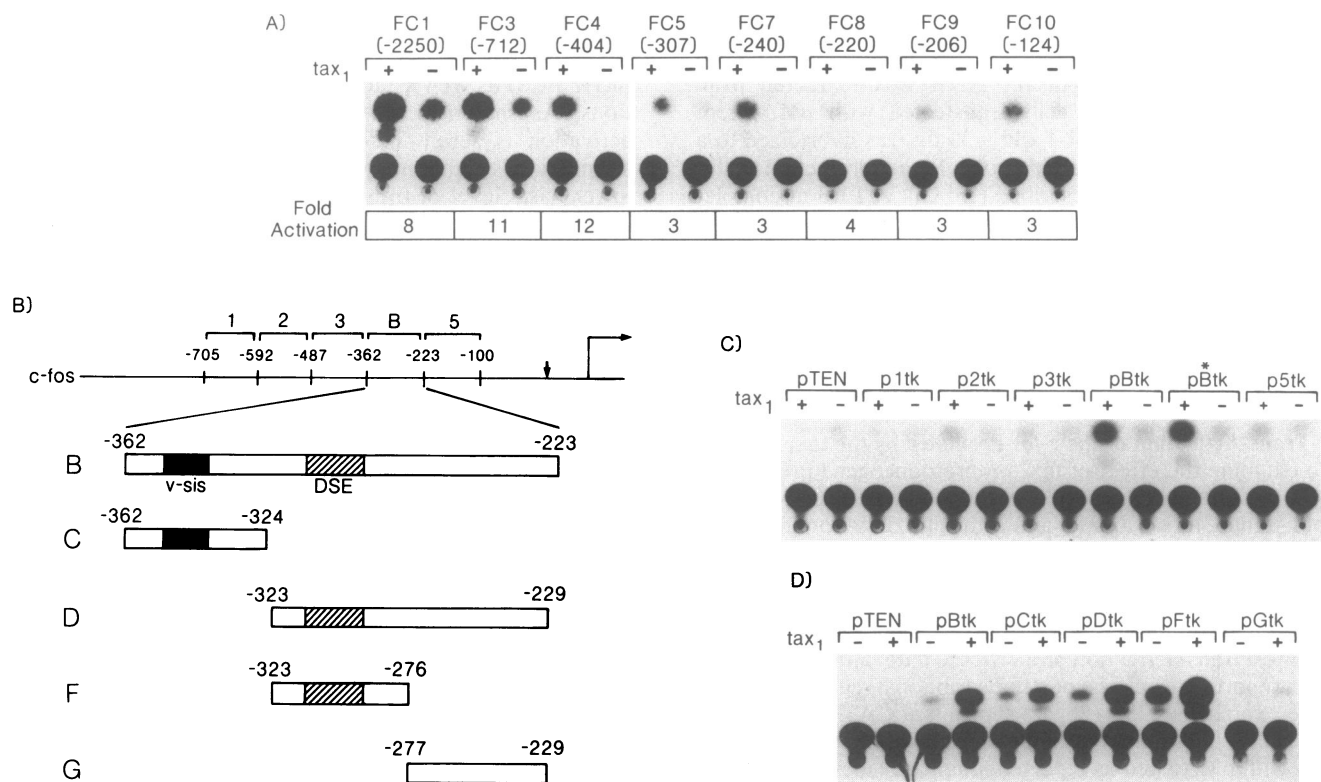 A)
FC1 FC3 FC4 FC5 FC7 FC8 FC9 FC10
(-2250) (-712) (-404) (-307) (-240) (-220) (-206) (-124)
tax1 + − + − + − + − + − + − + − + −
Fold Activation 8 11 12 3 3 4 3 3
B)
1 2 3 B 5
-705 -592 -487 -362 -223 -100
c-fos
-362 -223
B
v-sis DSE
-362 -324
C
-323 -229
D
-323 -276
F
-277 -229
G
C)
pTEN p1tk p2tk p3tk pBtk pB*tk p5tk
tax1 + − + − + − + − + − + − + −
D)
pTEN pBtk pCtk pDtk pFtk pGtk
tax1 − + − + − + − + − + − +